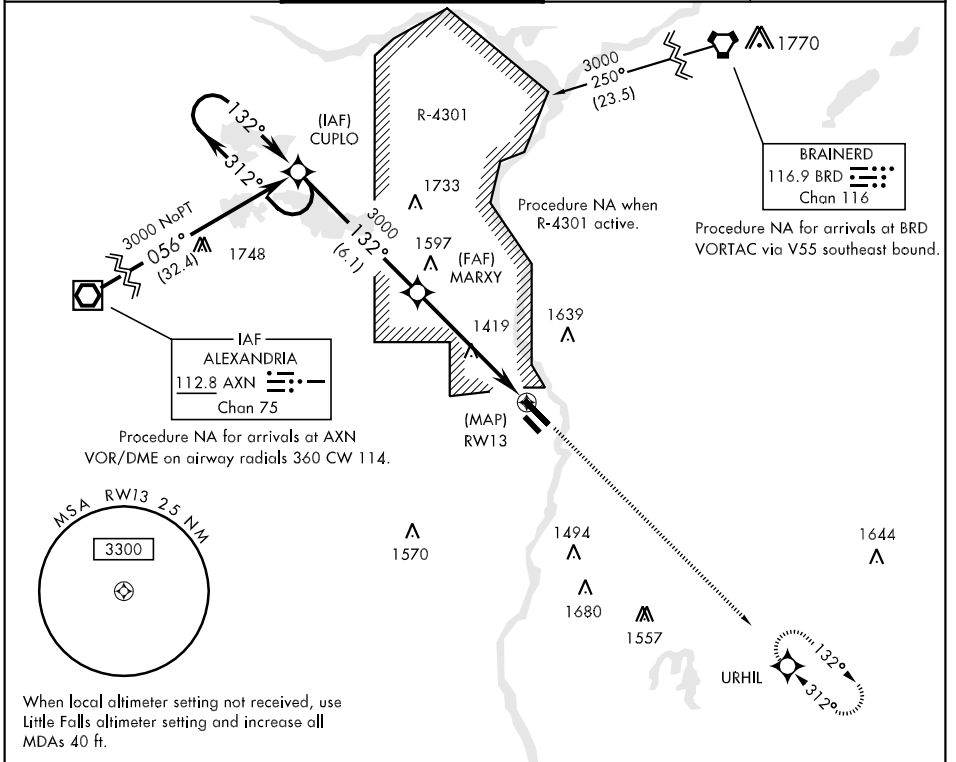 1770
3000
250°
(23.5)
R-4301
(IAF)
CUPLO
132°
312°
BRAINERD
116.9 BRD
Chan 116
1733
Procedure NA when
R-4301 active.
Procedure NA for arrivals at BRD
VORTAC via V55 southeast bound.
3000 NoPT
056°
(32.4)
1748
3000
132°
(6.1)
1597
(FAF)
MARXY
1419
1639
IAF
ALEXANDRIA
112.8 AXN
Chan 75
(MAP)
RW13
Procedure NA for arrivals at AXN
VOR/DME on airway radials 360 CW 114.
MSA RW13 25 NM
3300
1570
1494
1644
1680
1557
URHIL
132°
312°
When local altimeter setting not received, use
Little Falls altimeter setting and increase all
MDAs 40 ft.